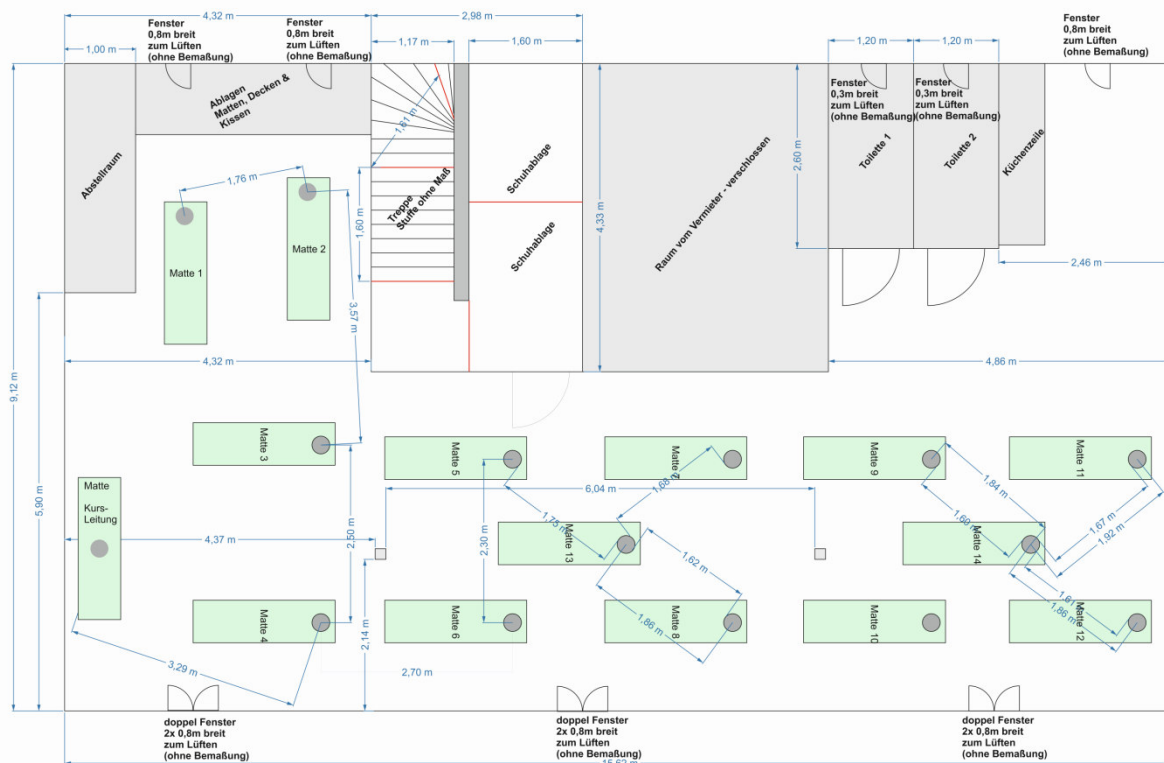 4,32 m
2,98 m
Fenster
0,8m breit
zum Lüften
(ohne Bemaßung)
Fenster
0,8m breit
zum Lüften
(ohne Bemaßung)
Fenster
0,8m breit
zum Lüften
(ohne Bemaßung)
1,00 m
1,17 m
1,60 m
1,20 m
1,20 m
Ablagen
Matten, Decken &
Kissen
Fenster
0,3m breit
zum Lüften
(ohne Bemaßung)
Fenster
0,3m breit
zum Lüften
(ohne Bemaßung)
1,81 m
Abstellraum
Schuhablage
Toilette 1
Toilette 2
Küchenzeile
2,60 m
1,76 m
Treppe
Stuffe ohne Maß
1,60 m
Schuhablage
4,33 m
Raum vom Vermieter - verschlossen
Matte 1
Matte 2
2,46 m
3,57 m
4,32 m
4,86 m
9,12 m
5,90 m
Matte 3
Matte 5
Matte 9
Matte 11
1,68 m
1,84 m
6,04 m
Matte
Kurs-
Leitung
1,75 m
1,60 m
1,67 m
1,92 m
2,50 m
2,30 m
4,37 m
Matte 13
Matte 14
1,62 m
2,14 m
1,61 m
1,86 m
Matte 4
Matte 6
1,86 m
Matte 8
Matte 10
Matte 12
3,29 m
2,70 m
doppel Fenster
2x 0,8m breit
zum Lüften
(ohne Bemaßung)
doppel Fenster
2x 0,8m breit
zum Lüften
(ohne Bemaßung)
doppel Fenster
2x 0,8m breit
zum Lüften
(ohne Bemaßung)